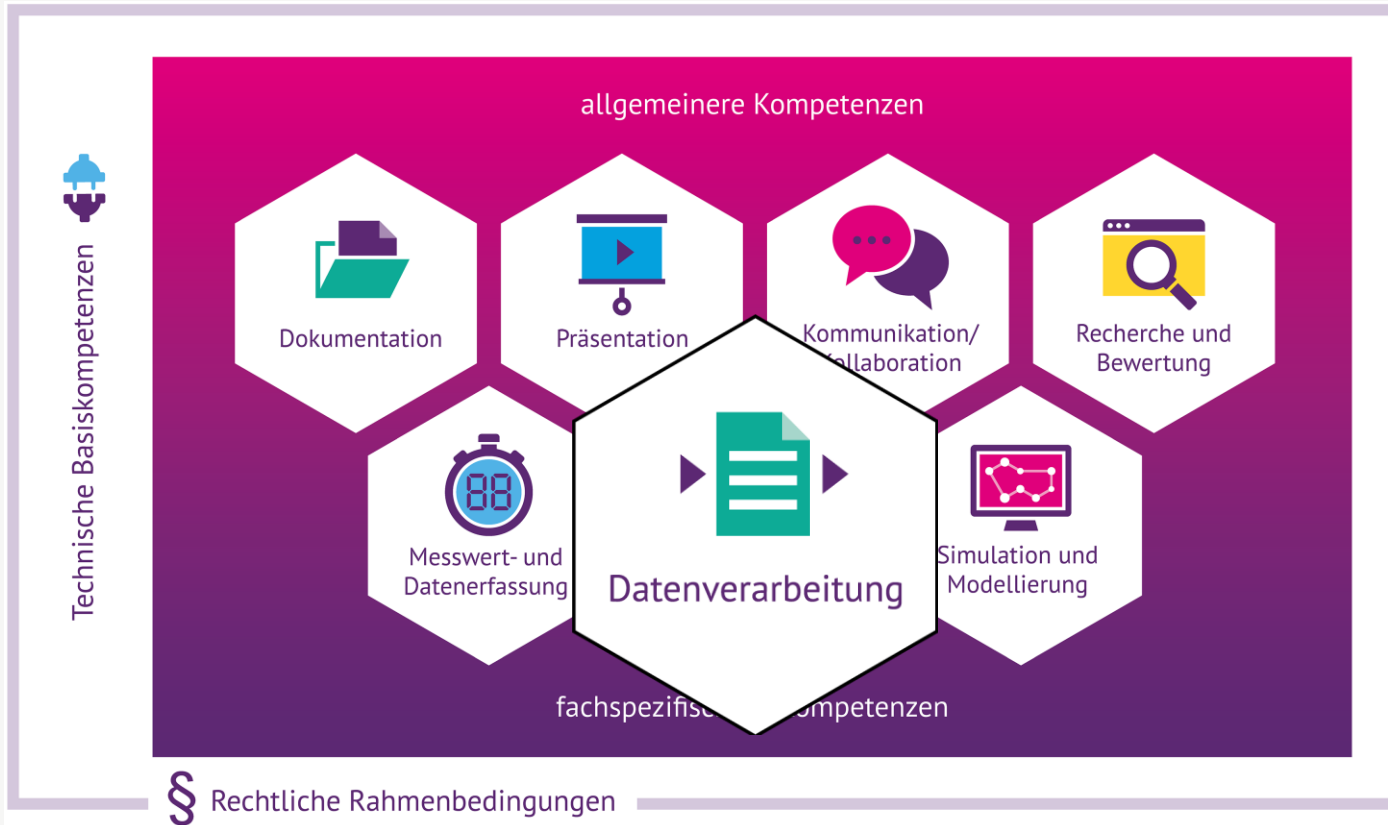 allgemeinere Kompetenzen
Dokumentation
Präsentation
Kommunikation/
Recherche und
Bewertung
Technische Basiskompetenzen
88
Messwert- und
Datenerfassung
Datenverarbeitung
Simulation und
Modellierung
§ Rechtliche Rahmenbedingungen